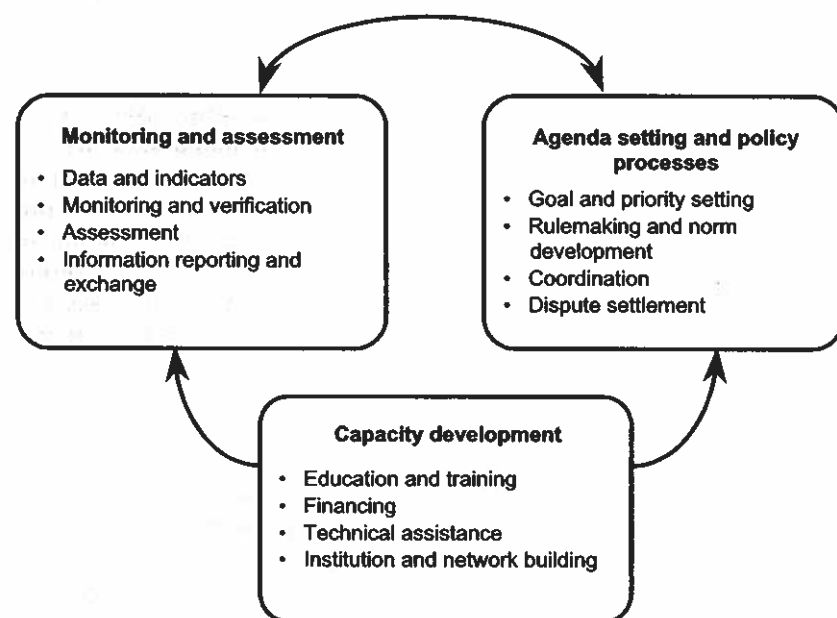 Monitoring and assessment
• Data and indicators
• Monitoring and verification
• Assessment
• Information reporting and
exchange
Agenda setting and policy
processes
• Goal and priority setting
• Rulemaking and norm
development
• Coordination
• Dispute settlement
Capacity development
• Education and training
• Financing
• Technical assistance
• Institution and network building